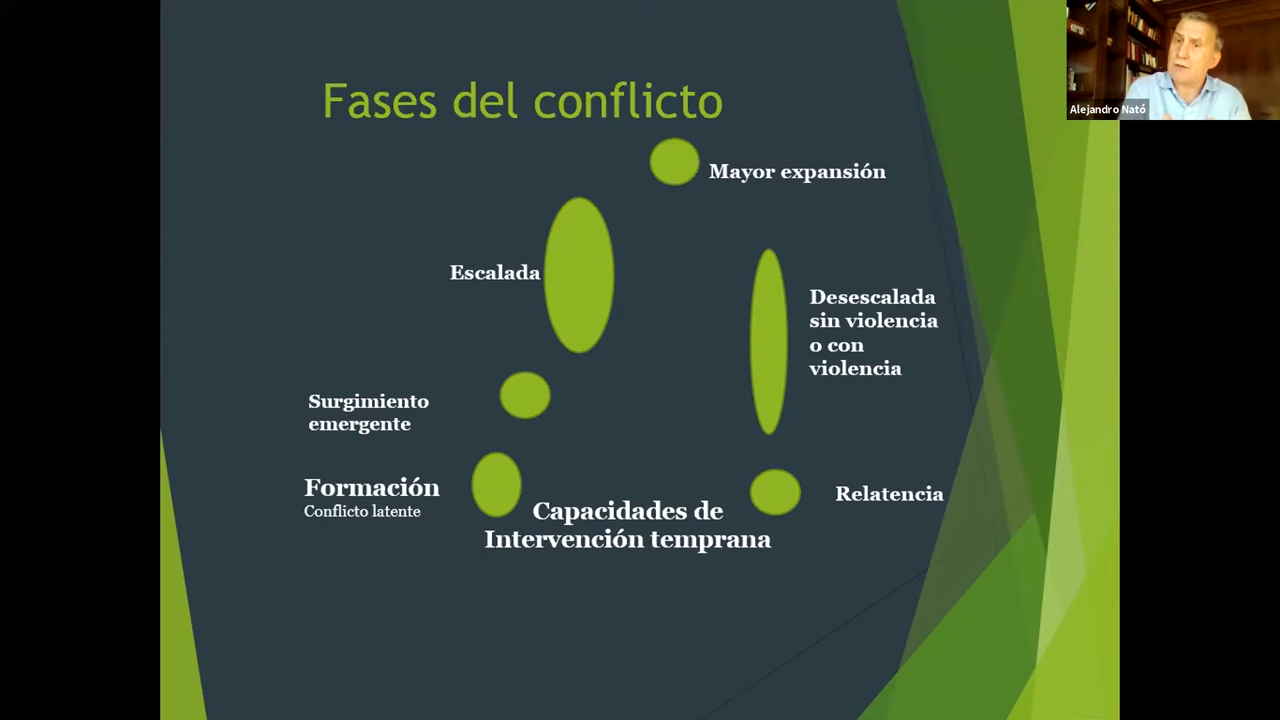 Fases del conflicto
Alejandro Nató
Mayor expansión
Escalada
Desescalada
sin violencia
o con
violencia
Surgimiento
emergente
Formación
Conflicto latente
Capacidades de
Intervención temprana
Relatencia